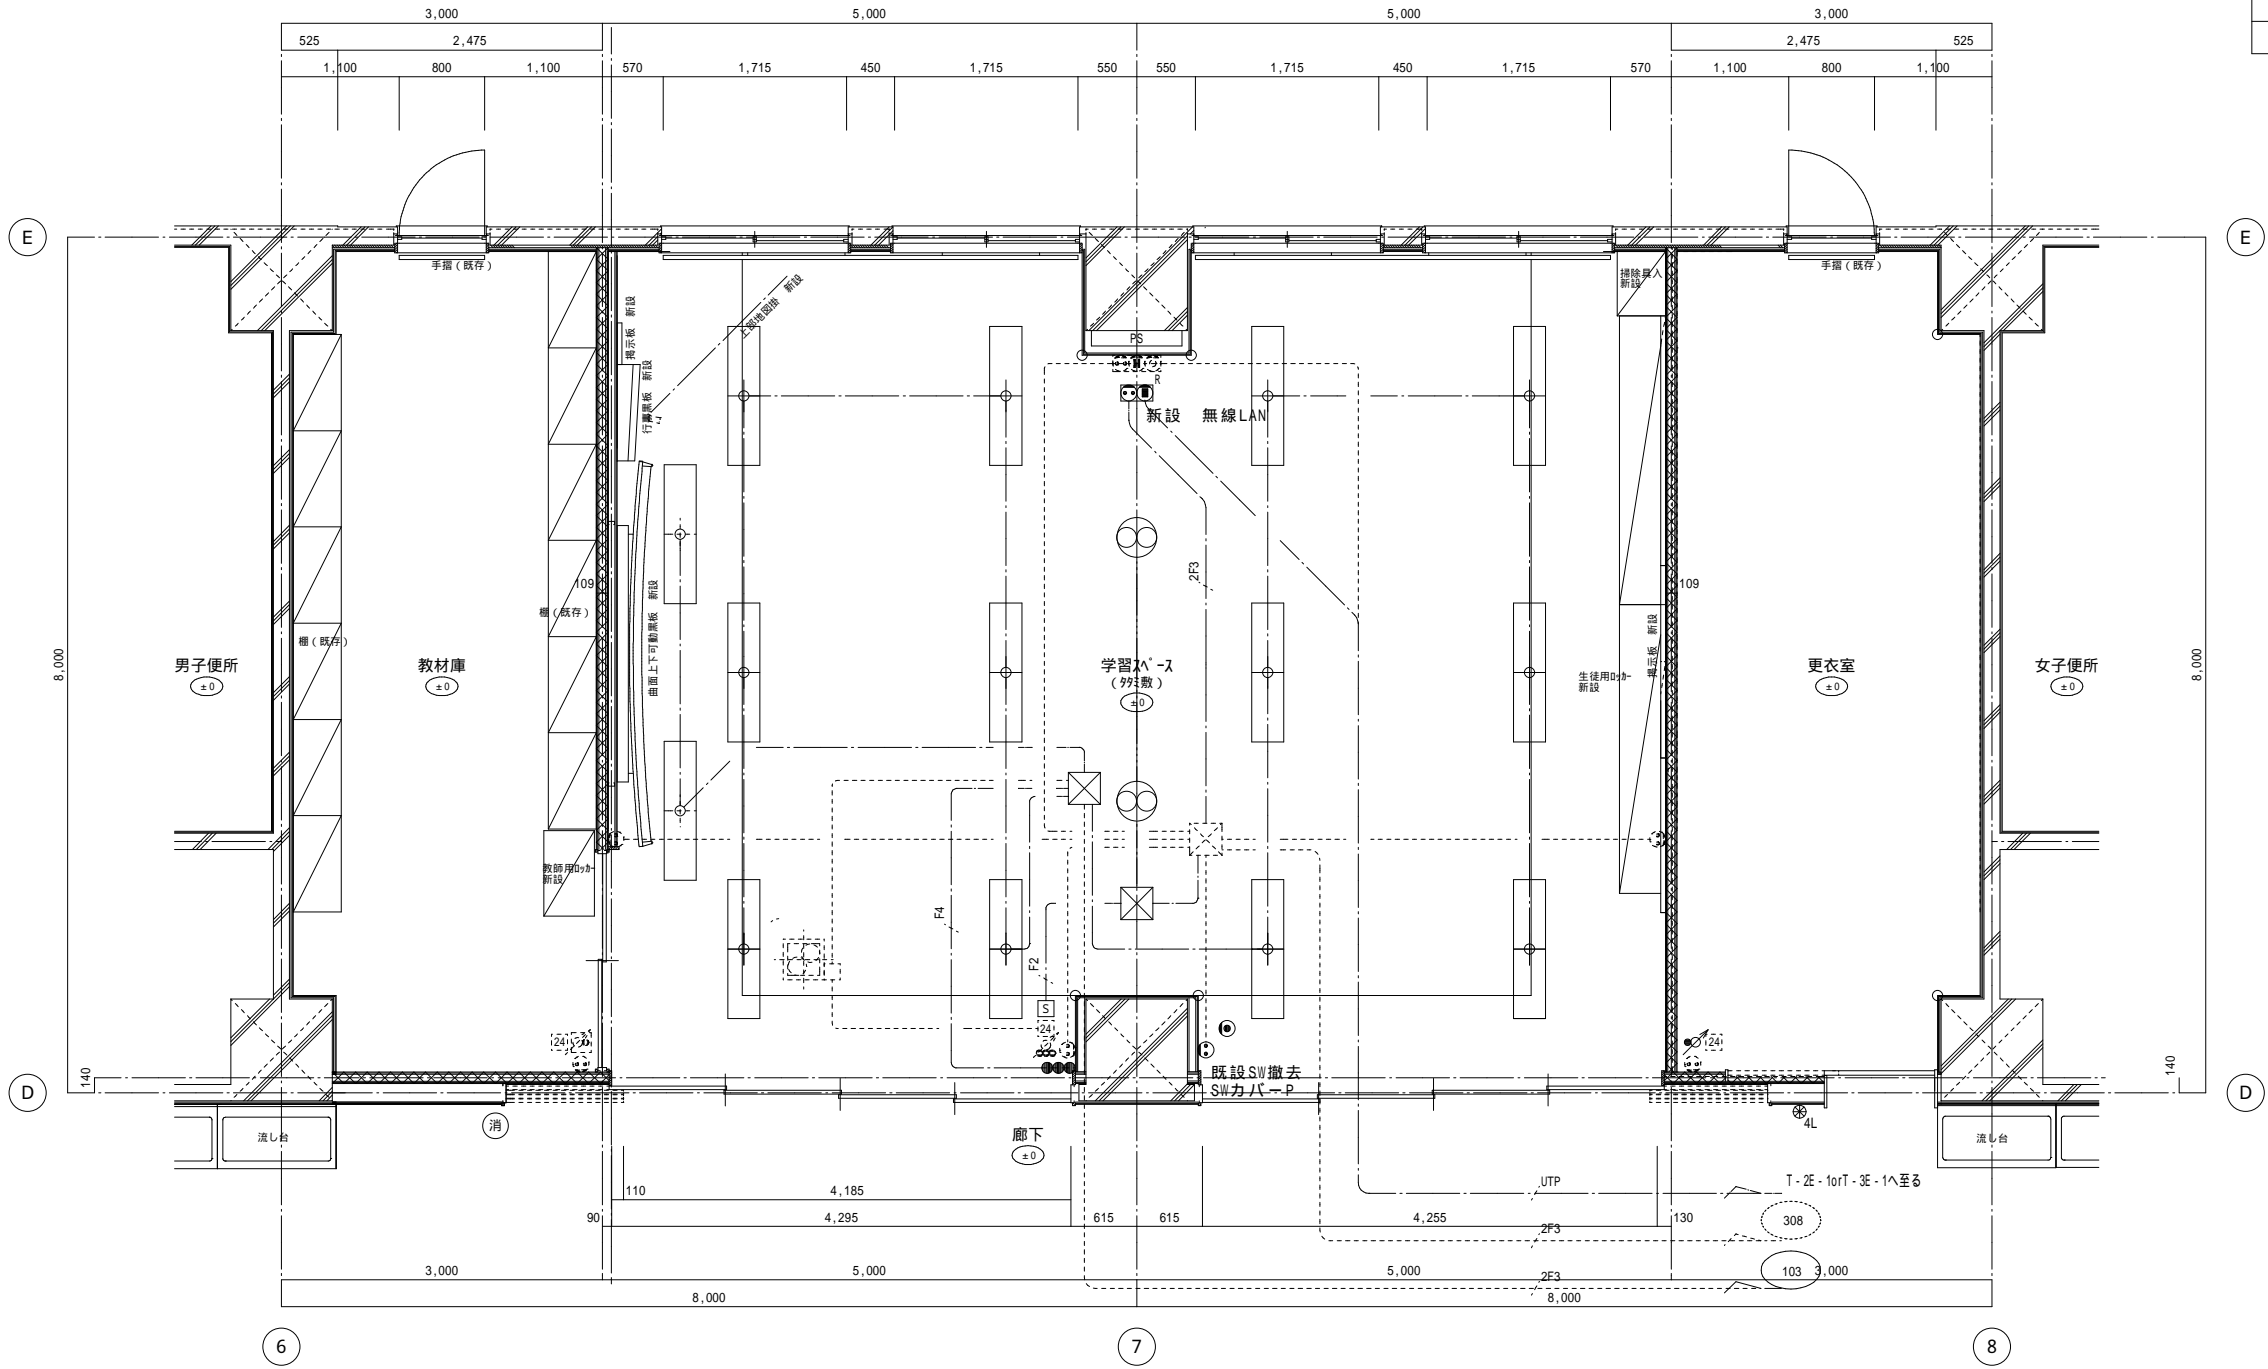 3,000
5,000
5,000
3,000
525
2,475
2,475
525
1,100
800
1,100
570
1,715
450
1,715
550
550
1,715
450
1,715
570
1,100
800
1,100
E
E
手摺(既存)
手摺(既存)
掲示板 新設
上部地図掛 新設
掃除具入
新設
PS
R
新設 無線LAN
109
棚(既存)
棚(既存)
曲面上下可動黒板 新設
2F3
109
掲示板 新設
8,000
8,000
男子便所
±0
教材庫
±0
学習スペース
(タタミ敷)
±0
生徒用ロッカー
新設
更衣室
±0
女子便所
±0
教師用ロッカー
新設
F4
F2
S
24
24
24
既設SW撤去
SWカバーP
140
140
D
D
流し台
消
廊下
±0
4L
流し台
110
4,185
UTP
T-2E-1orT-3E-1へ至る
90
4,295
615
615
4,255
130
308
2F3
3,000
5,000
5,000
103
3,000
2F3
8,000
8,000
6
7
8